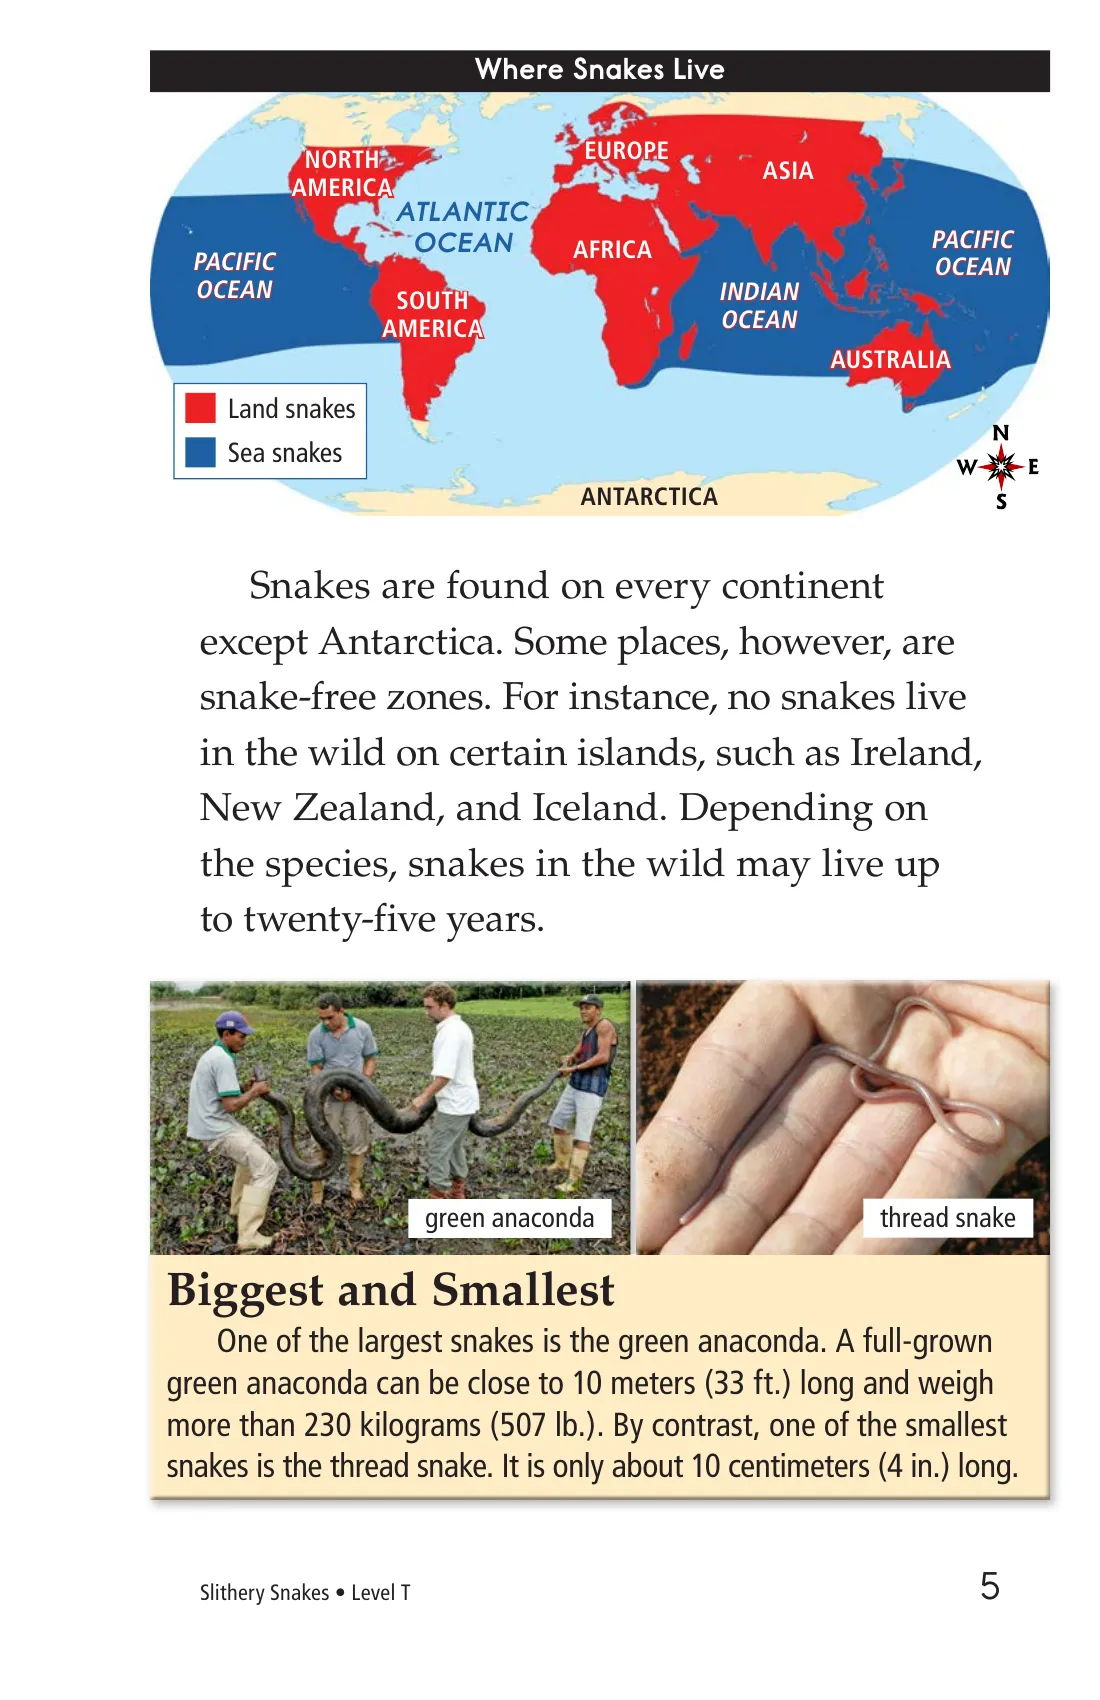 Where Snakes Live
NORTH
AMERICA
EUROPE
ASIA
ATLANTIC
OCEAN
AFRICA
PACIFIC
OCEAN
PACIFIC
OCEAN
SOUTH
AMERICA
INDIAN
OCEAN
AUSTRALIA
Land snakes
Sea snakes
N
W E
S
ANTARCTICA
Snakes are found on every continent
except Antarctica. Some places, however, are
snake-free zones. For instance, no snakes live
in the wild on certain islands, such as Ireland,
New Zealand, and Iceland. Depending on
the species, snakes in the wild may live up
to twenty-five years.
green anaconda
thread snake
Biggest and Smallest
One of the largest snakes is the green anaconda. A full-grown
green anaconda can be close to 10 meters (33 ft.) long and weigh
more than 230 kilograms (507 lb.). By contrast, one of the smallest
snakes is the thread snake. It is only about 10 centimeters (4 in.) long.
Slithery Snakes • Level T
5